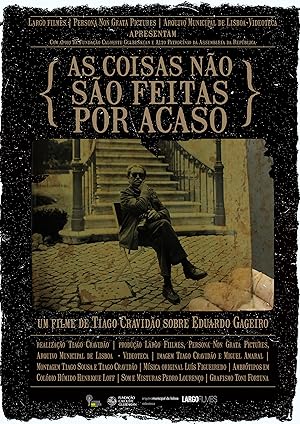 LARGO FILMES | PERSONA NON GRATA PICTURES | ARQUIVO MUNICIPAL DE LISBOA-VIDEOTECA
APRESENTAM
COM APOIO DA FUNDAÇÃO CALOUSTE GULBENKIAN E ALTO PATROCÍNIO DA ASSEMBLEIA DA REPÚBLICA
{ AS COISAS NÃO
SÃO FEITAS
POR ACASO }
UM FILME DE TIAGO CRAVIDÃO SOBRE EDUARDO GAGEIRO
REALIZAÇÃO TIAGO CRAVIDÃO | PRODUÇÃO LARGO FILMES, PERSONA NON GRATA PICTURES,
ARQUIVO MUNICIPAL DE LISBOA - VIDEOTECA | IMAGEM TIAGO CRAVIDÃO E MIGUEL AMARAL
MONTAGEM TIAGO SOUSA E TIAGO CRAVIDÃO | MÚSICA ORIGINAL LUÍS FIGUEIREDO | AMBRÓTIPOS EM
COLÓDIO HÚMIDO HENRIQUE LOFT | SOM E MISTURAS PEDRO LOURENÇO | GRAFISMO TONI FORTUNA
LARGOFILMES